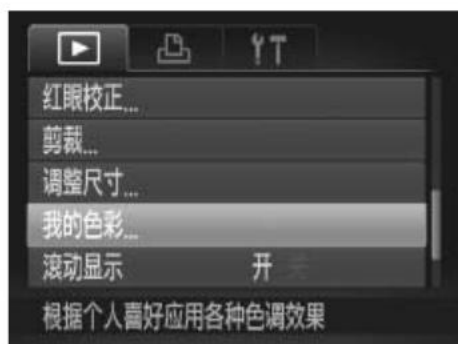 红眼校正...
剪裁...
调整尺寸...
我的色彩...
滚动显示 开 关
根据个人喜好应用各种色调效果